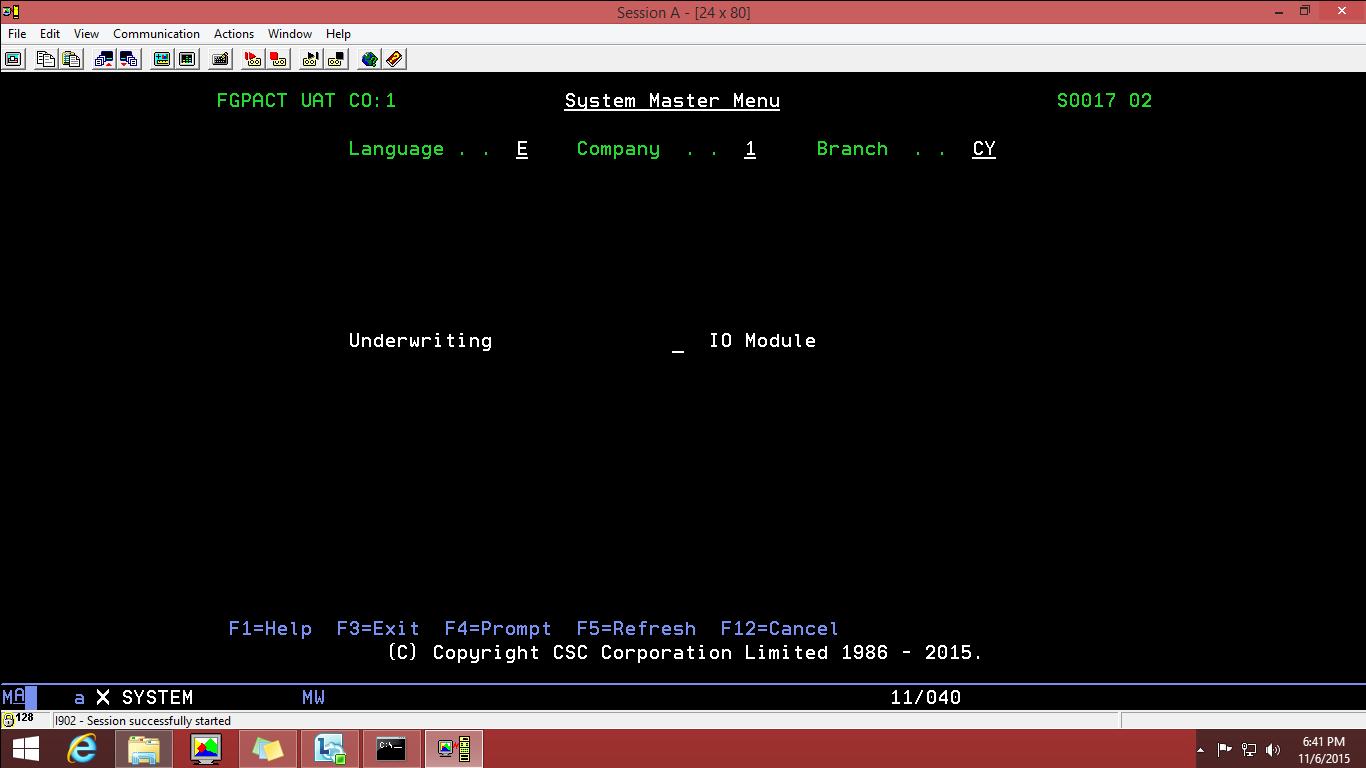 Session A - [24 x 80]
File Edit View Communication Actions Window Help
FGPACT UAT CO:1 System Master Menu S0017 02
Language . . E Company . . 1 Branch . . CY
Underwriting _ IO Module
F1=Help F3=Exit F4=Prompt F5=Refresh F12=Cancel
(C) Copyright CSC Corporation Limited 1986 - 2015.
MA a X SYSTEM MW 11/040
128 I902 - Session successfully started
C:\
6:41 PM
11/6/2015